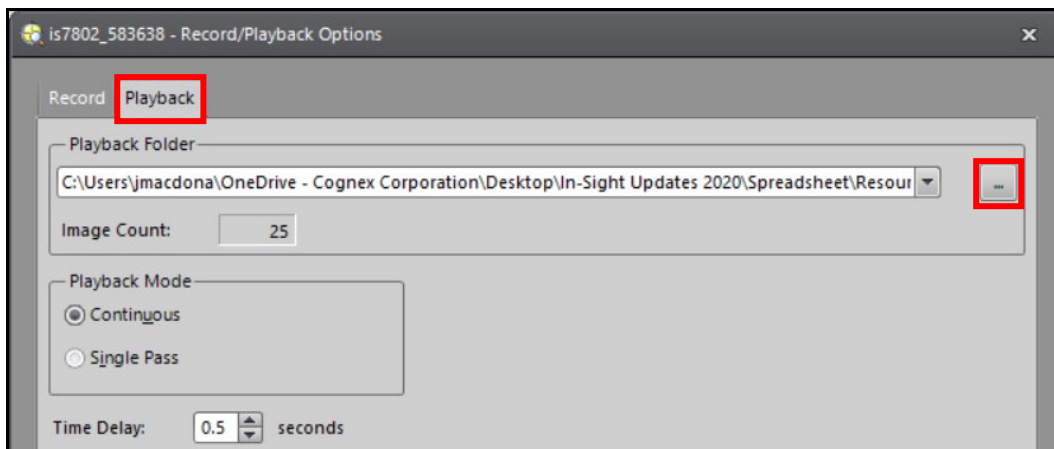 is7802_583638 - Record/Playback Options
Record Playback
Playback Folder
C:\Users\jmacdona\OneDrive - Cognex Corporation\Desktop\In-Sight Updates 2020\Spreadsheet\Resour ...
Image Count: 25
Playback Mode
Continuous
Single Pass
Time Delay: 0.5 seconds